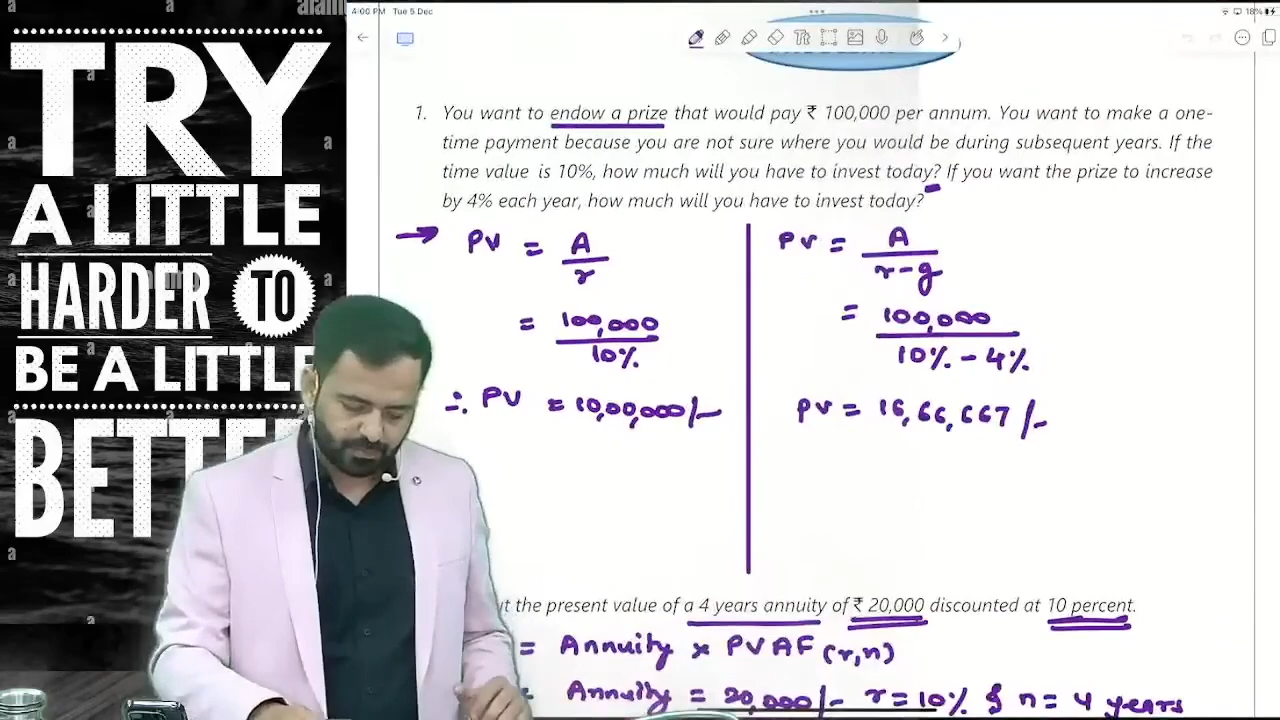 TRY
A LITTLE
HARDER TO
BE A LITTLE
4:00 PM Tue 5 Dec
18%
1. You want to endow a prize that would pay ₹ 100,000 per annum. You want to make a one-
time payment because you are not sure where you would be during subsequent years. If the
time value is 10%, how much will you have to invest today? If you want the prize to increase
by 4% each year, how much will you have to invest today?
→ PV = A / r
= 100,000 / 10%
∴ PV = 10,00,000/-
PV = A / r-g
= 100,000 / 10% - 4%
PV = 16,66,667/-
the present value of a 4 years annuity of ₹ 20,000 discounted at 10 percent.
= Annuity × PVAF (r,n)
= Annuity = 20,000/- r = 10% & n = 4 years